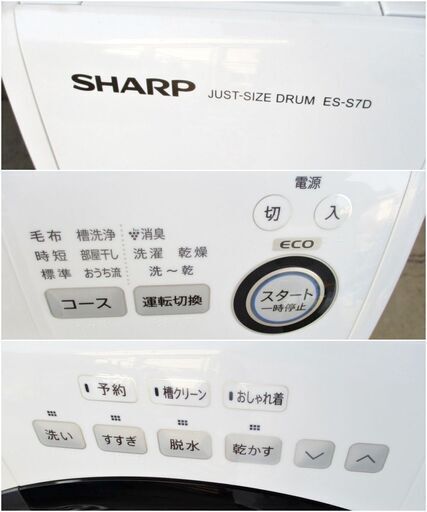 SHARP JUST-SIZE DRUM ES-S7D
電源
切 入
毛布 槽洗浄 消臭
時短 部屋干し 洗濯 乾燥
標準 おうち流 洗～乾
コース 運転切換
eco
スタート
一時停止
予約 槽クリーン おしゃれ着
洗い すすぎ 脱水 乾かす